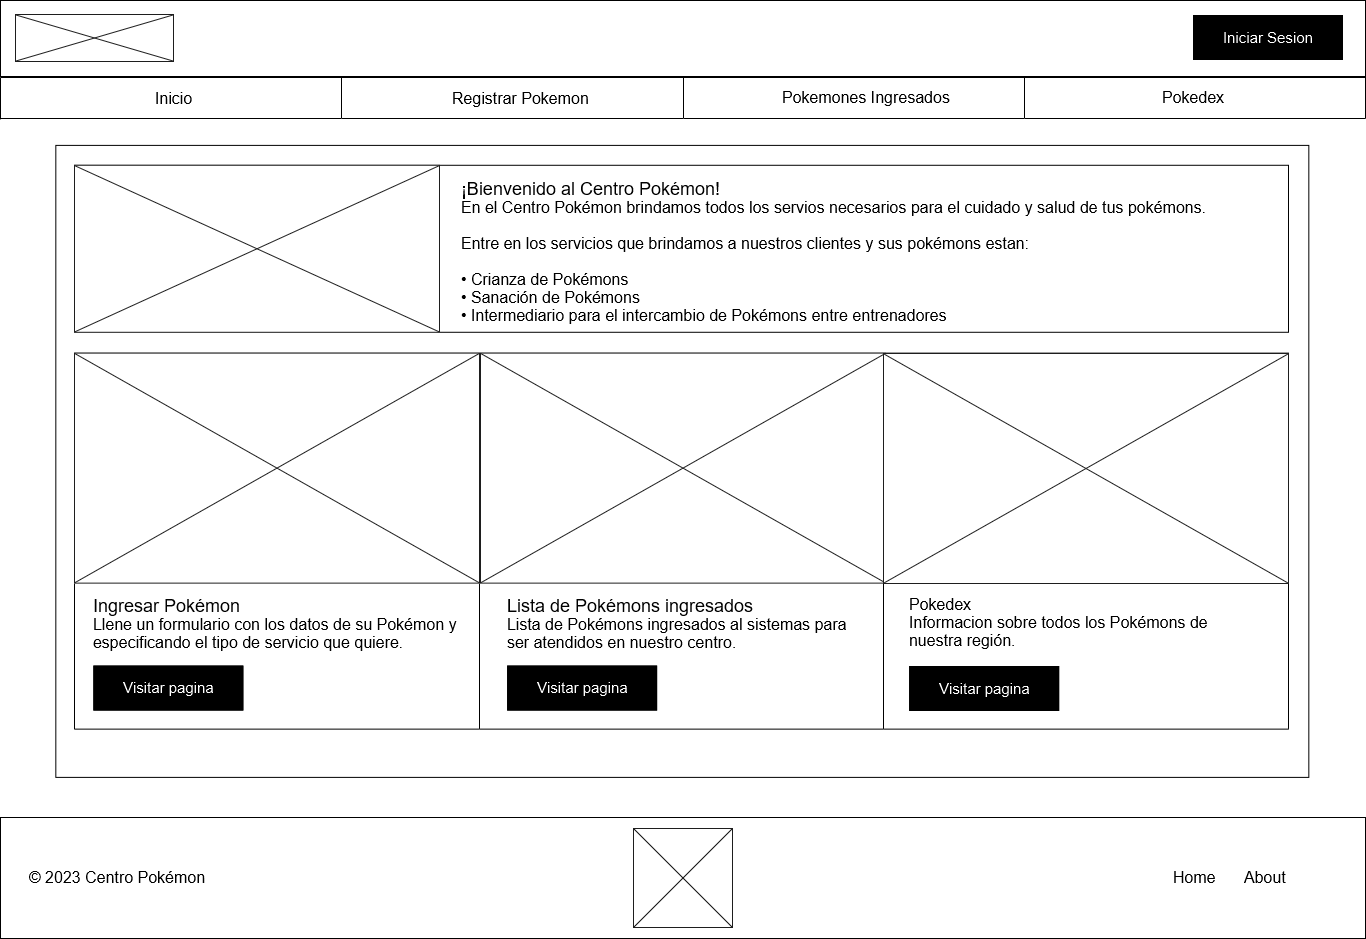 Iniciar Sesion
Inicio
Registrar Pokemon
Pokemones Ingresados
Pokedex
¡Bienvenido al Centro Pokémon!
En el Centro Pokémon brindamos todos los servios necesarios para el cuidado y salud de tus pokémons.
Entre en los servicios que brindamos a nuestros clientes y sus pokémons estan:
• Crianza de Pokémons
• Sanación de Pokémons
• Intermediario para el intercambio de Pokémons entre entrenadores
Ingresar Pokémon
Llene un formulario con los datos de su Pokémon y
especificando el tipo de servicio que quiere.
Visitar pagina
Lista de Pokémons ingresados
Lista de Pokémons ingresados al sistemas para
ser atendidos en nuestro centro.
Visitar pagina
Pokedex
Informacion sobre todos los Pokémons de
nuestra región.
Visitar pagina
© 2023 Centro Pokémon
Home
About